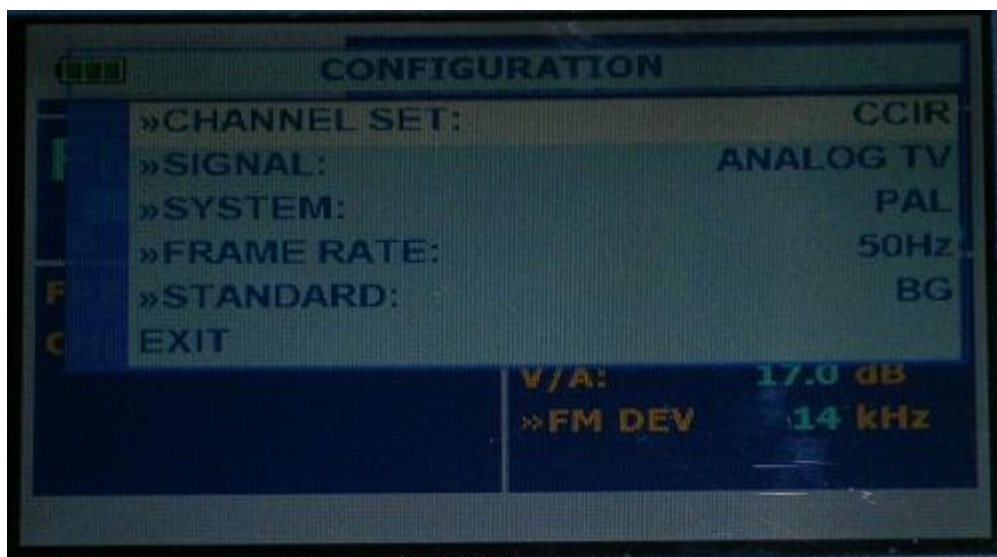 CONFIGURATION
»CHANNEL SET: CCIR
»SIGNAL: ANALOG TV
»SYSTEM: PAL
»FRAME RATE: 50Hz
»STANDARD: BG
EXIT
V/A: 17.0 dB
»FM DEV 14 kHz